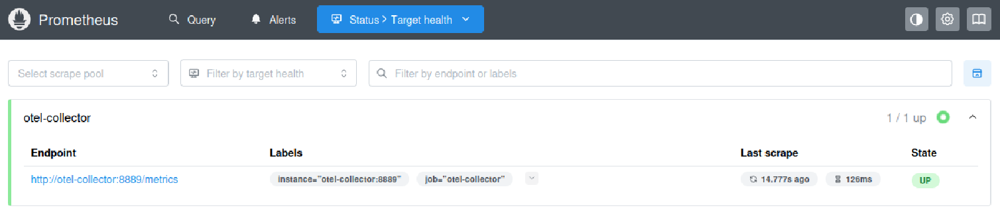 Prometheus Query Alerts Status > Target health
Select scrape pool Filter by target health Filter by endpoint or labels
otel-collector 1 / 1 up
Endpoint Labels Last scrape State
http://otel-collector:8889/metrics instance="otel-collector:8889" job="otel-collector" 14.777s ago 126ms UP